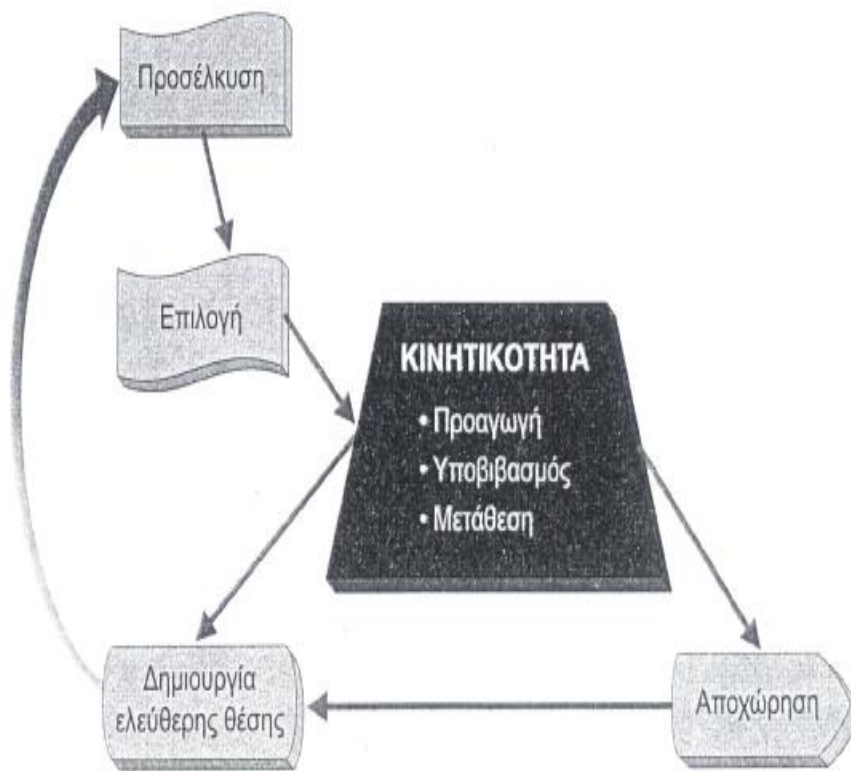 Προσέλκυση
Επιλογή
ΚΙΝΗΤΙΚΟΤΗΤΑ
• Προαγωγή
• Υποβιβασμός
• Μετάθεση
Δημιουργία
ελεύθερης θέσης
Αποχώρηση